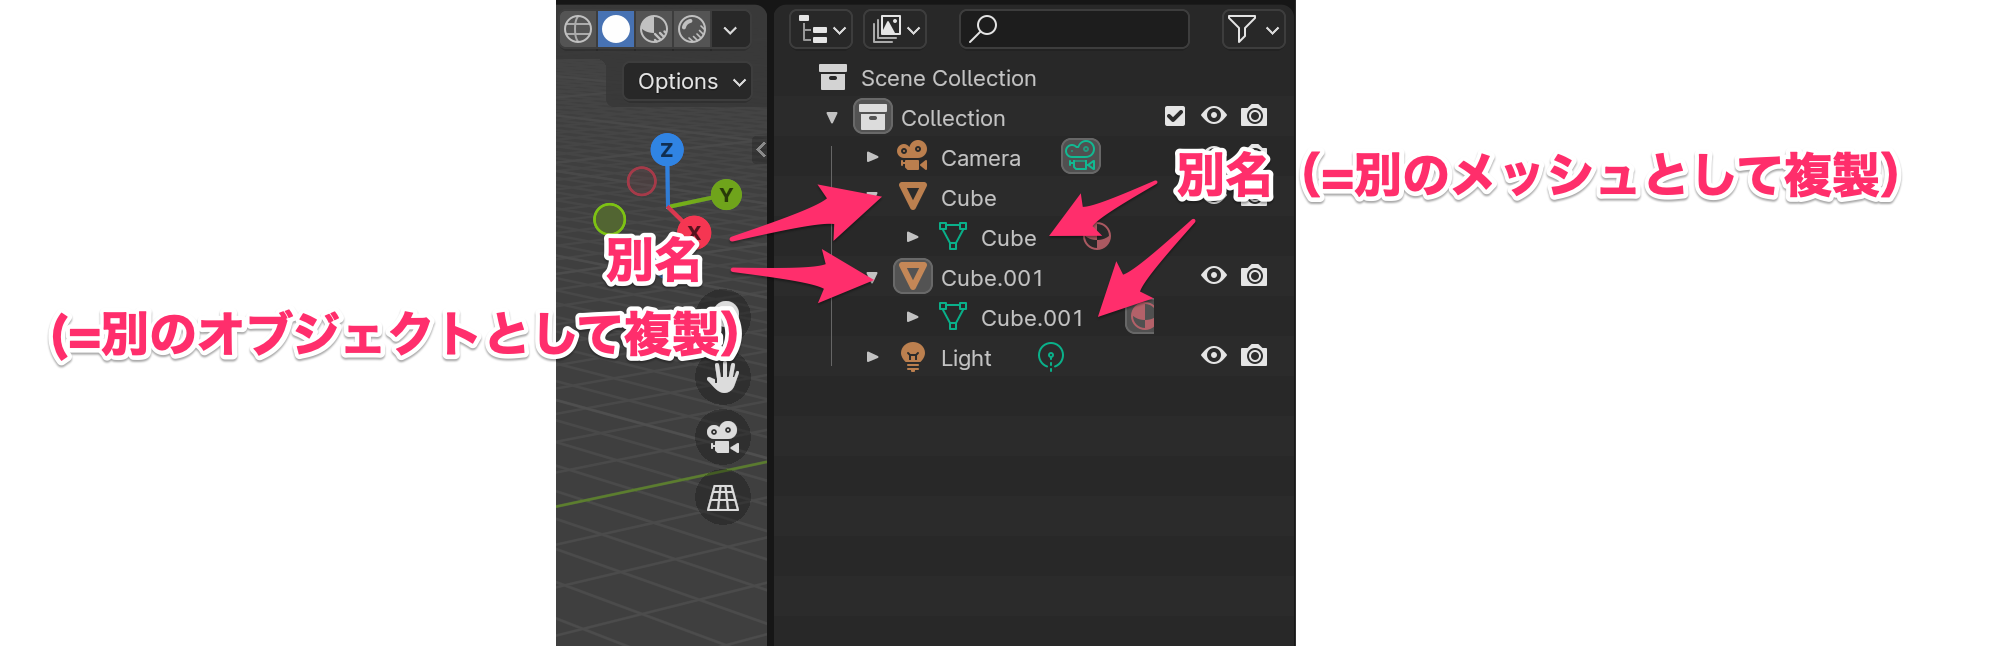 Options
Z
Y
X
Scene Collection
Collection
Camera
Cube
Cube
Cube.001
Cube.001
Light
別名
(=別のオブジェクトとして複製)
別名 (=別のメッシュとして複製)